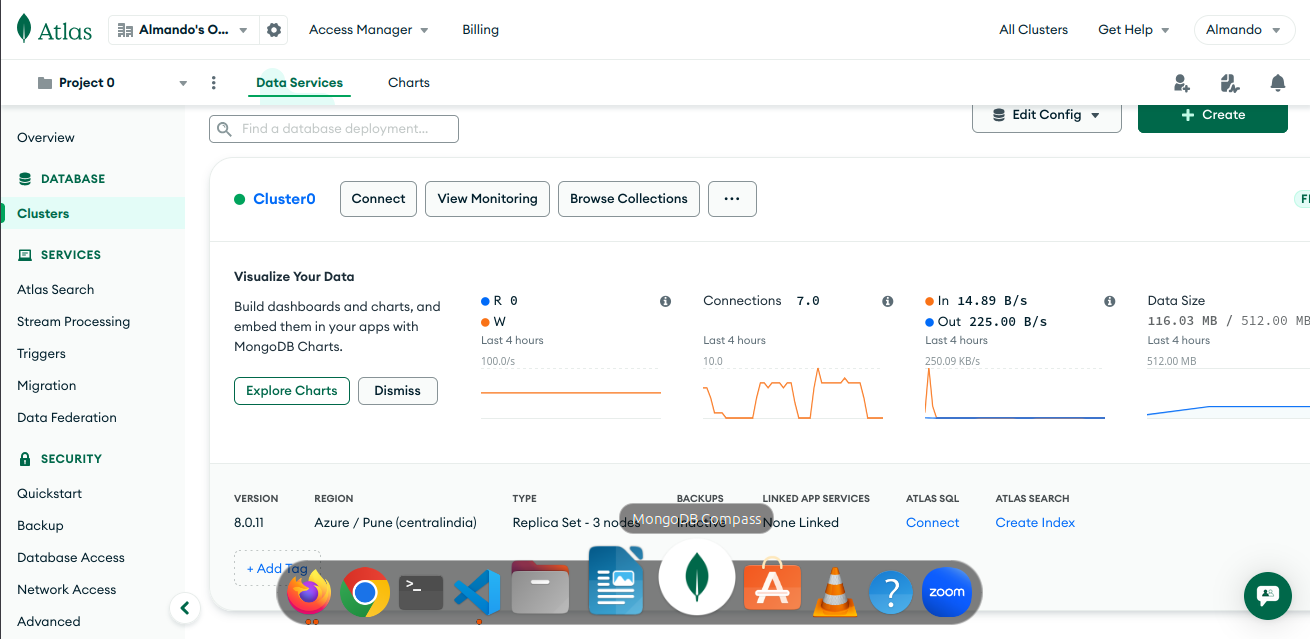 Atlas
Almando's O...
Access Manager
Billing
All Clusters
Get Help
Almando
Project 0
Data Services
Charts
Overview
DATABASE
Clusters
SERVICES
Atlas Search
Stream Processing
Triggers
Migration
Data Federation
SECURITY
Quickstart
Backup
Database Access
Network Access
Advanced
Find a database deployment...
Edit Config
+ Create
Cluster0
Connect
View Monitoring
Browse Collections
...
Visualize Your Data
Build dashboards and charts, and
embed them in your apps with
MongoDB Charts.
Explore Charts
Dismiss
R 0
W
Last 4 hours
100.0/s
Connections 7.0
Last 4 hours
10.0
In 14.89 B/s
Out 225.00 B/s
Last 4 hours
250.09 KB/s
Data Size
116.03 MB / 512.00 MB
Last 4 hours
512.00 MB
VERSION
8.0.11
REGION
Azure / Pune (centralindia)
TYPE
Replica Set - 3 nodes
BACKUPS
Inactive
LINKED APP SERVICES
None Linked
ATLAS SQL
Connect
ATLAS SEARCH
Create Index
MongoDB Compass
+ Add Tag
>_
?
zoom